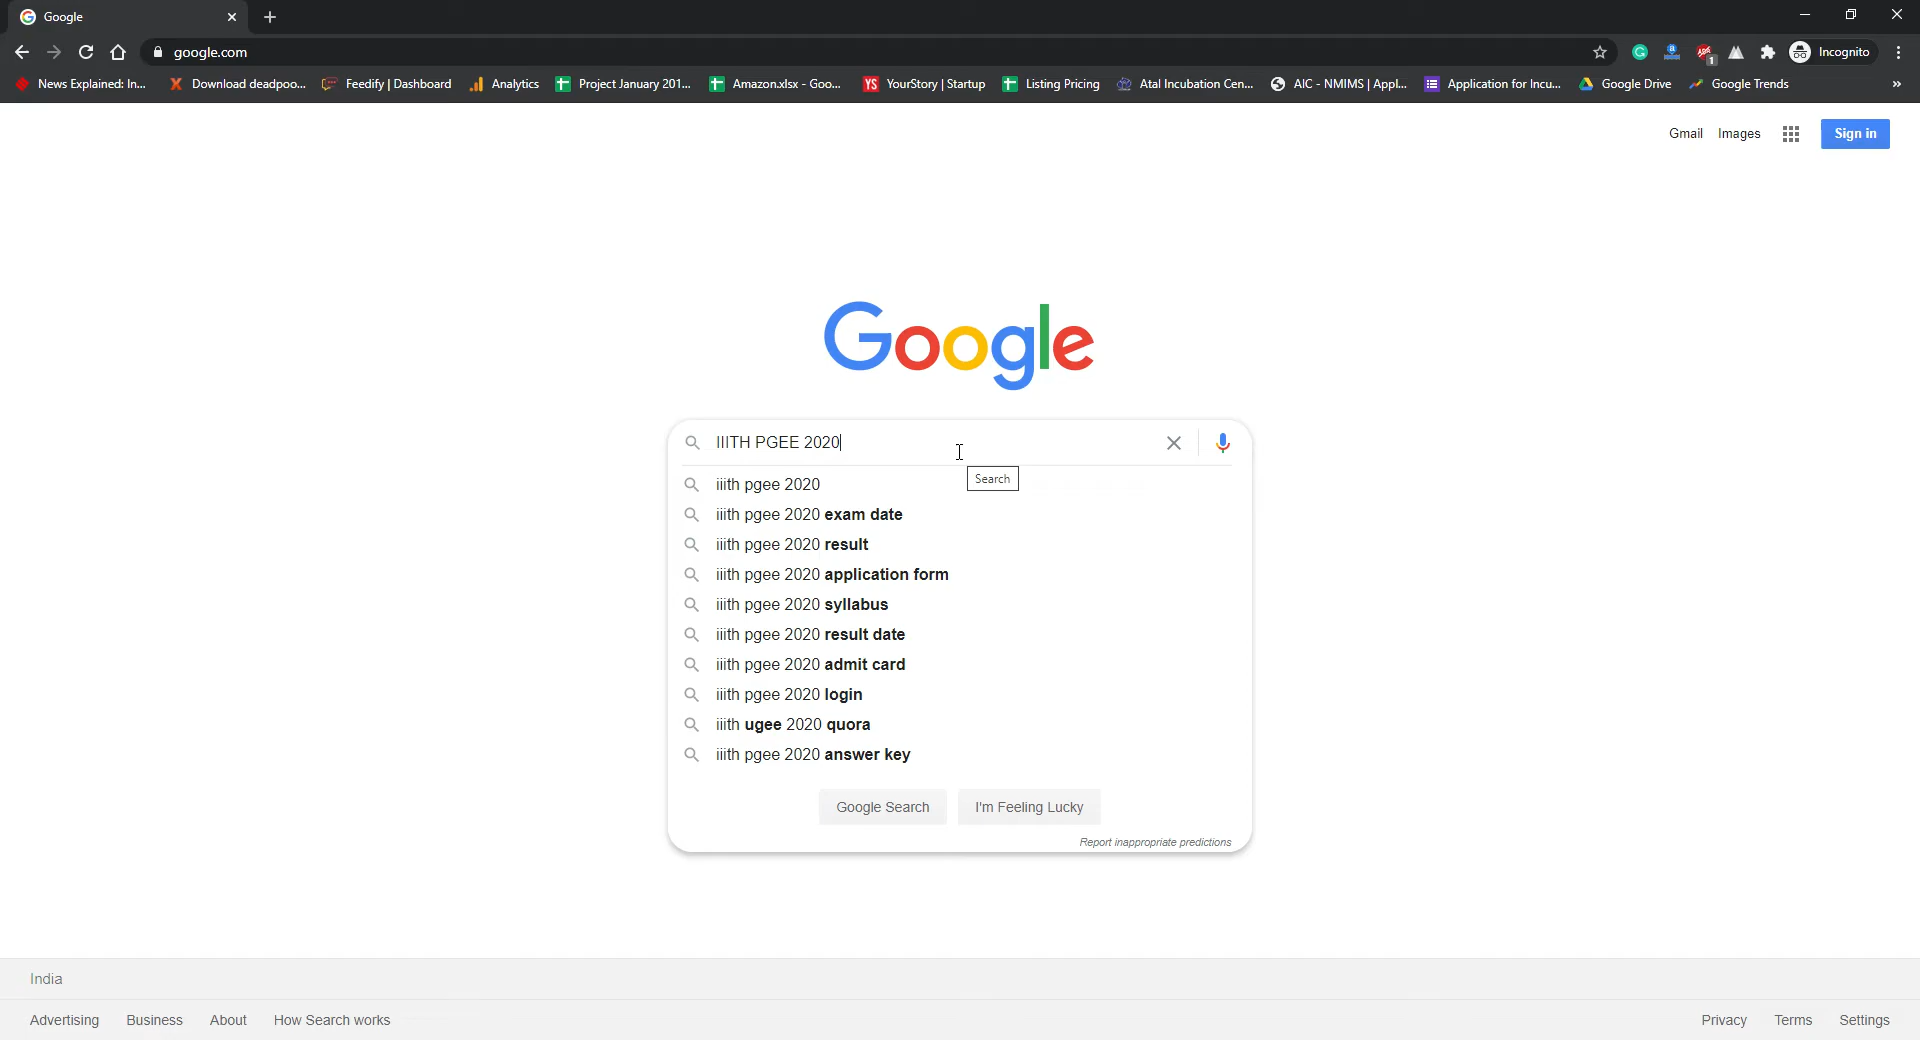 Google
google.com
Incognito
News Explained: In...
Download deadpoo...
Feedify | Dashboard
Analytics
Project January 201...
Amazon.xlsx - Goo...
YS YourStory | Startup
Listing Pricing
Atal Incubation Cen...
AIC - NMIMS | Appl...
Application for Incu...
Google Drive
Google Trends
»
Gmail
Images
Sign in
Google
IIITH PGEE 2020
Search
iiith pgee 2020
iiith pgee 2020 exam date
iiith pgee 2020 result
iiith pgee 2020 application form
iiith pgee 2020 syllabus
iiith pgee 2020 result date
iiith pgee 2020 admit card
iiith pgee 2020 login
iiith ugee 2020 quora
iiith pgee 2020 answer key
Google Search
I'm Feeling Lucky
Report inappropriate predictions
India
Advertising
Business
About
How Search works
Privacy
Terms
Settings